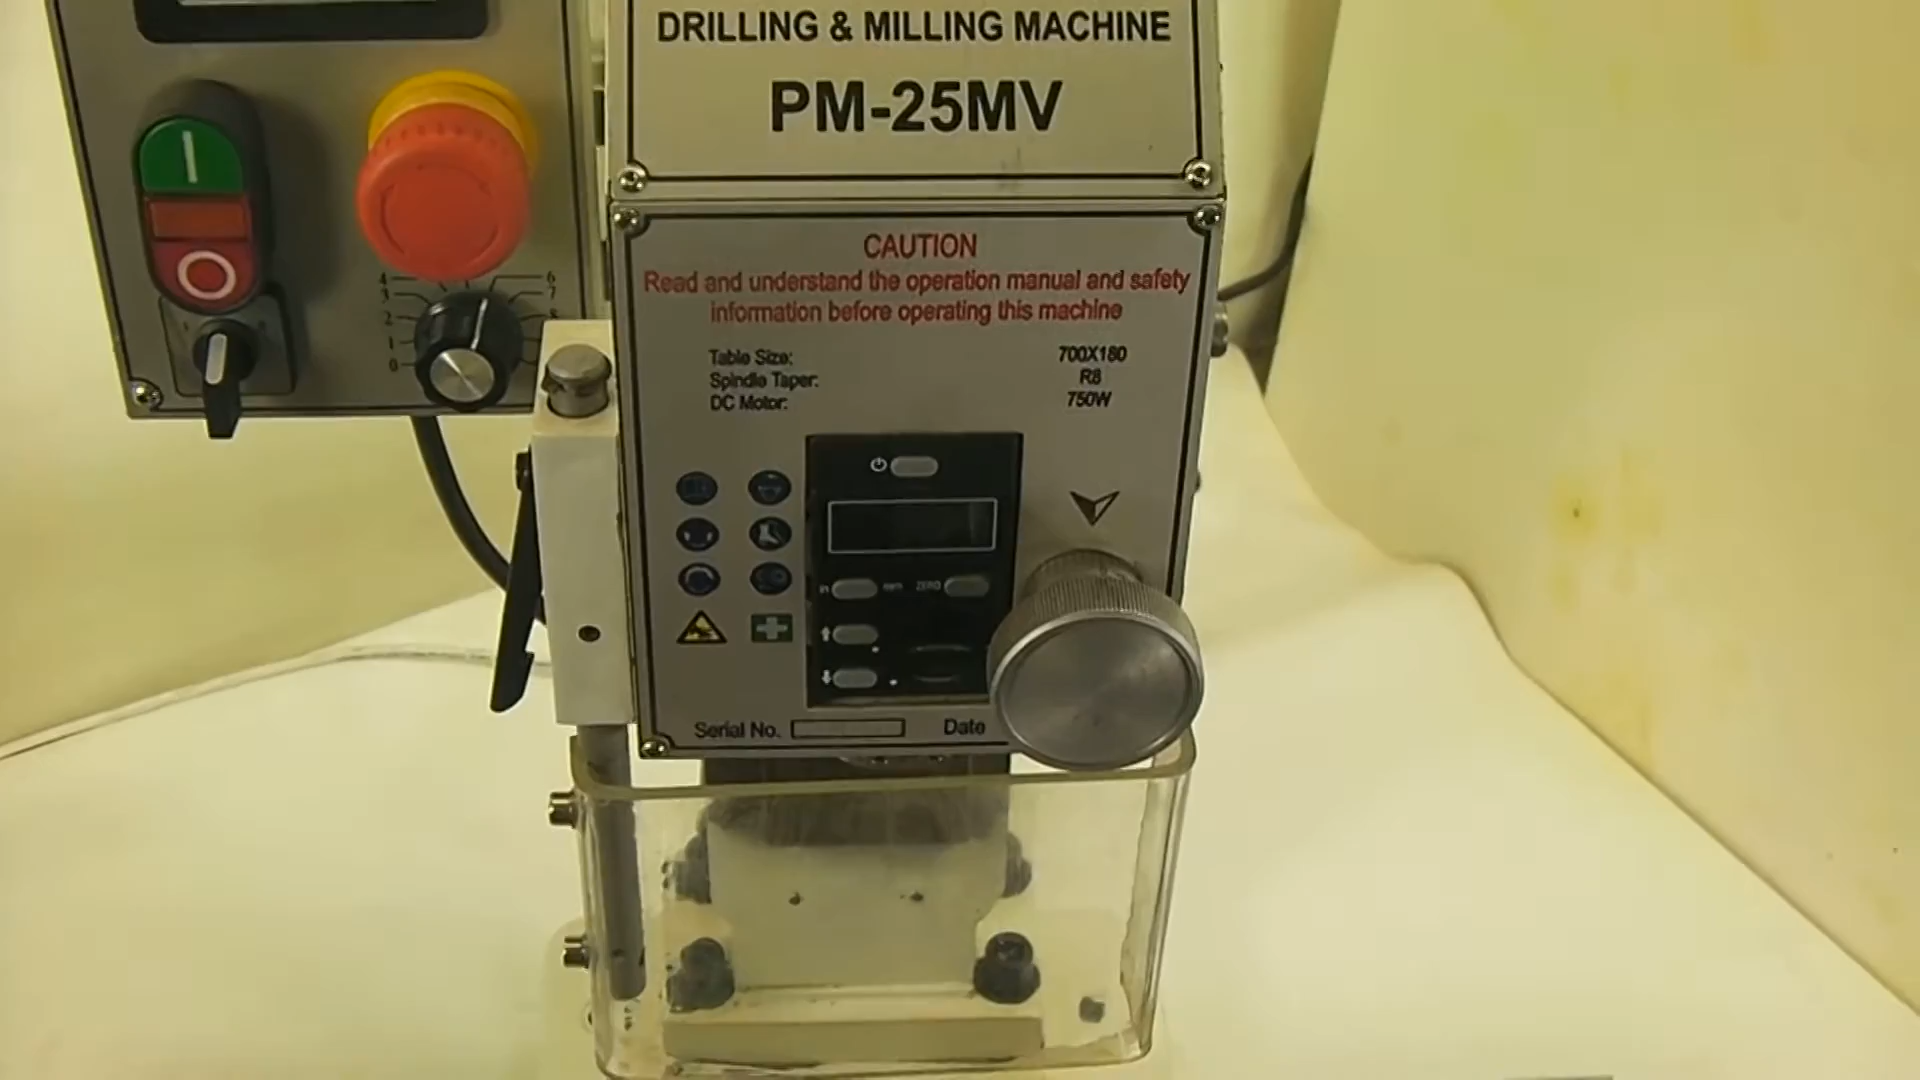 DRILLING & MILLING MACHINE
PM-25MV
CAUTION
Read and understand the operation manual and safety
information before operating this machine
Table Size: 700X180
Spindle Taper: R8
DC Motor: 750W
in mm ZERO
Serial No. Date
4 6
3 7
2 8
1
0